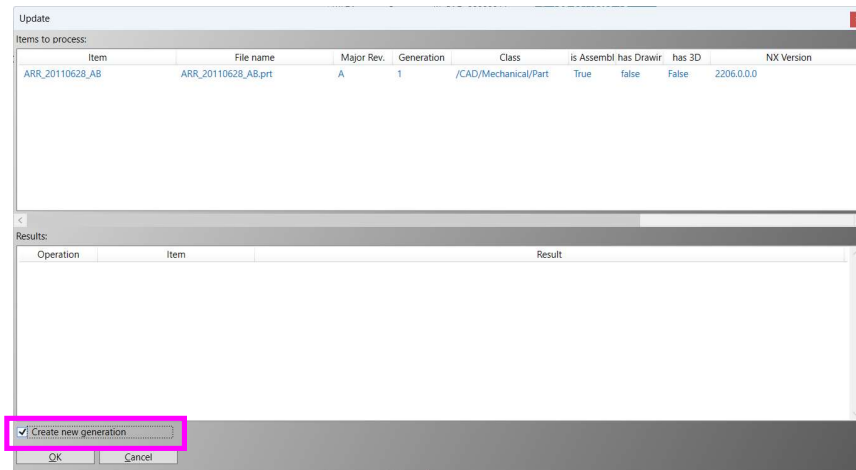 Update
Items to process:
Item File name Major Rev. Generation Class is Assembl has Drawin has 3D NX Version
ARR_20110628_AB ARR_20110628_AB.prt A 1 /CAD/Mechanical/Part True false False 2206.0.0.0
Results:
Operation Item Result
Create new generation
OK Cancel